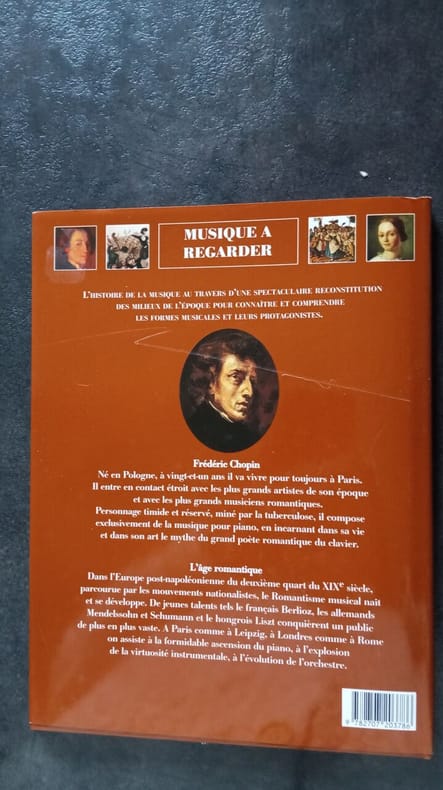 MUSIQUE A
REGARDER
L'HISTOIRE DE LA MUSIQUE AU TRAVERS D'UNE SPECTACULAIRE RECONSTITUTION
DES MILIEUX DE L'ÉPOQUE POUR CONNAÎTRE ET COMPRENDRE
LES FORMES MUSICALES ET LEURS PROTAGONISTES.
Frédéric Chopin
Né en Pologne, à vingt-et-un ans il va vivre pour toujours à Paris.
Il entre en contact étroit avec les plus grands artistes de son époque
et avec les plus grands musiciens romantiques.
Personnage timide et réservé, miné par la tuberculose, il compose
exclusivement de la musique pour piano, en incarnant dans sa vie
et dans son art le mythe du grand poète romantique du clavier.
L'âge romantique
Dans l'Europe post-napoléonienne du deuxième quart du XIXe siècle,
parcourue par les mouvements nationalistes, le Romantisme musical naît
et se développe. De jeunes talents tels le français Berlioz, les allemands
Mendelssohn et Schumann et le hongrois Liszt conquièrent un public
de plus en plus vaste. A Paris comme à Leipzig, à Londres comme à Rome
on assiste à la formidable ascension du piano, à l'explosion
de la virtuosité instrumentale, à l'évolution de l'orchestre.
9 782707 203786